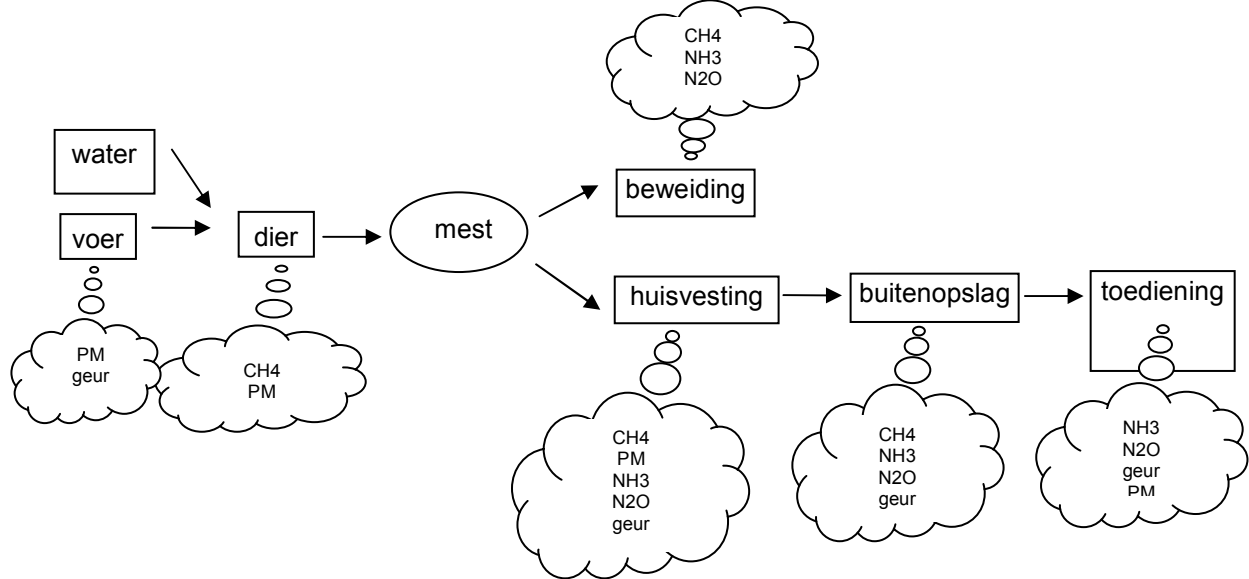 CH4
NH3
N2O
water
beweiding
voer
dier
mest
huisvesting
buitenopslag
toediening
PM
geur
CH4
PM
CH4
PM
NH3
N2O
geur
CH4
NH3
N2O
geur
NH3
N2O
geur
PM